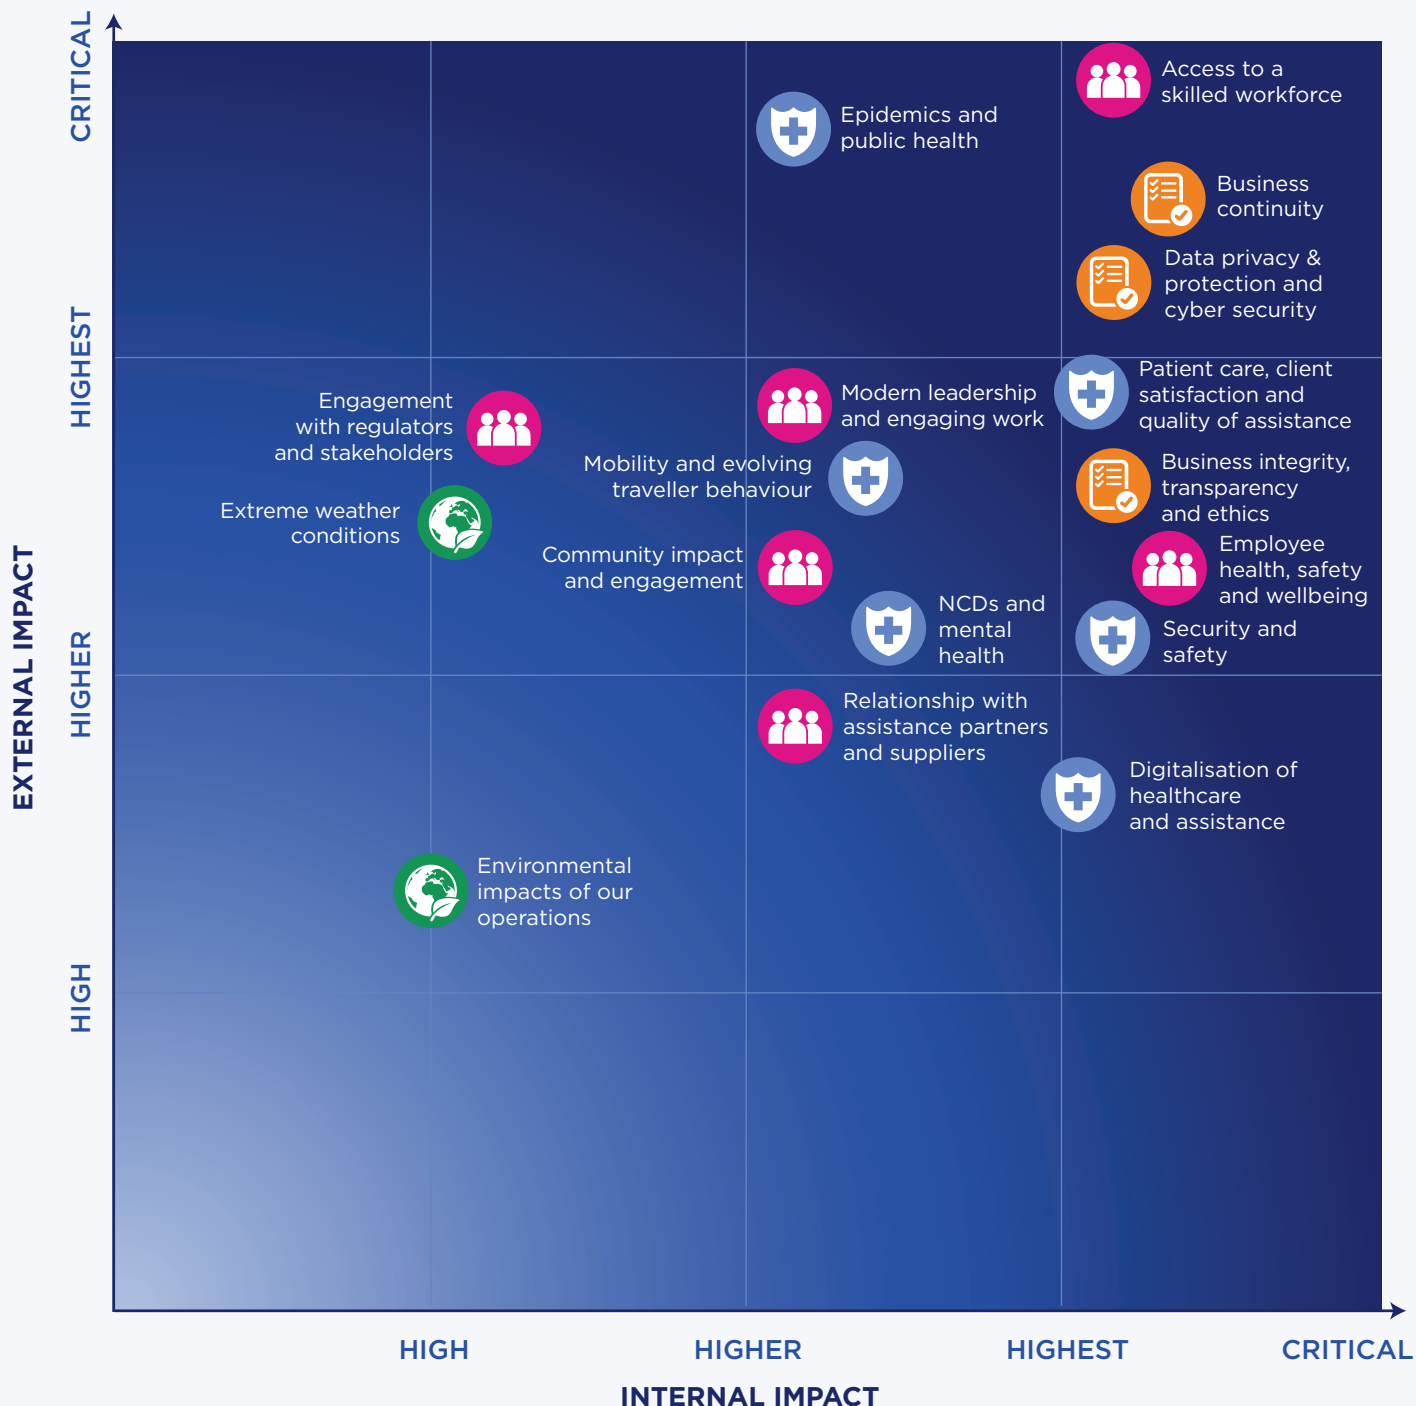 CRITICAL
Access to a
skilled workforce
Epidemics and
public health
Business
continuity
Data privacy &
protection and
cyber security
HIGHEST
Patient care, client
satisfaction and
quality of assistance
Modern leadership
and engaging work
Engagement
with regulators
and stakeholders
Mobility and evolving
traveller behaviour
Business integrity,
transparency
and ethics
Extreme weather
conditions
Employee
health, safety
and wellbeing
Community impact
and engagement
NCDs and
mental
health
Security and
safety
EXTERNAL IMPACT
HIGHER
Relationship with
assistance partners
and suppliers
Digitalisation of
healthcare
and assistance
Environmental
impacts of our
operations
HIGH
HIGH
HIGHER
HIGHEST
CRITICAL
INTERNAL IMPACT